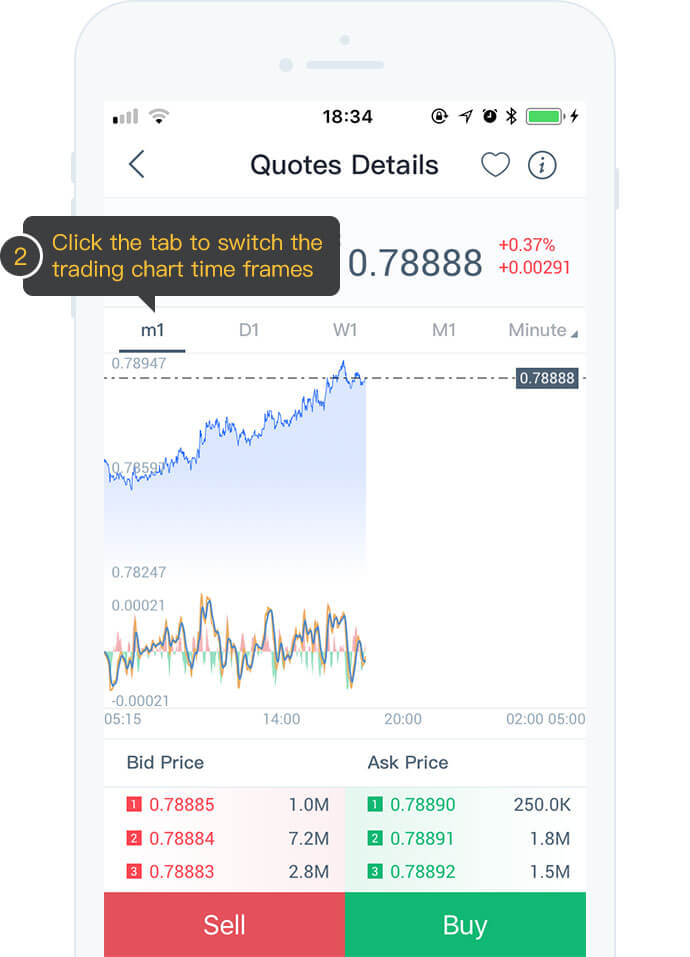 18:34
Quotes Details
2
Click the tab to switch the
trading chart time frames
0.78888
+0.37%
+0.00291
m1 D1 W1 M1 Minute
0.78947
0.78888
0.78597
0.78247
0.00021
-0.00021
05:15 14:00 20:00 02:00 05:00
Bid Price Ask Price
1 0.78885 1.0M 1 0.78890 250.0K
2 0.78884 7.2M 2 0.78891 1.8M
3 0.78883 2.8M 3 0.78892 1.5M
Sell Buy